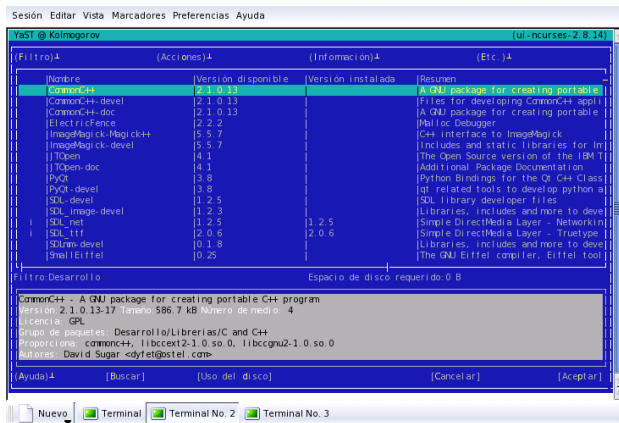 Sesión Editar Vista Marcadores Preferencias Ayuda
YaST @ Kolmogorov (ui-ncurses-2.8.14)
(Filtro) (Acciones) (Información) (Etc.)
Nombre |Versión disponible |Versión instalada |Resumen
CommonC++ |2.1.0.13 | |A GNU package for creating portable
|CommonC++-devel |2.1.0.13 | |Files for developing CommonC++ appli
|CommonC++-doc |2.1.0.13 | |A GNU package for creating portable
|ElectricFence |2.2.2 | |Malloc Debugger
|ImageMagick-Magick++ |5.5.7 | |C++ interface to ImageMagick
|ImageMagick-devel |5.5.7 | |Includes and static libraries for Im
|JTOpen |4.1 | |The Open Source version of the IBM T
|JTOpen-doc |4.1 | |Additional Package Documentation
|PyQt |3.8 | |Python Bindings for the Qt C++ Class
|PyQt-devel |3.8 | |qt related tools to develop python a
|SDL-devel |1.2.5 | |SDL library developer files
|SDL_image-devel |1.2.3 | |Libraries, includes and more to deve
i |SDL_net |1.2.5 |1.2.5 |Simple DirectMedia Layer - Networkin
i |SDL_ttf |2.0.6 |2.0.6 |Simple DirectMedia Layer - Truetype
|SDLmm-devel |0.1.8 | |Libraries, includes and more to deve
|SmallEiffel |0.25 | |The GNU Eiffel compiler, Eiffel tool
Filtro:Desarrollo Espacio de disco requerido:0 B
CommonC++ - A GNU package for creating portable C++ program
Versión 2.1.0.13-17 Tamaño:586.7 kB Número de medio: 4
Licencia: GPL
Grupo de paquetes: Desarrollo/Librerias/C and C++
Proporciona: commonc++, libccext2-1.0.so.0, libccgnu2-1.0.so.0
Autores: David Sugar <dyfet@ostel.com>
(Ayuda) [Buscar] [Uso del disco] [Cancelar] [Aceptar]
Nuevo Terminal Terminal No. 2 Terminal No. 3